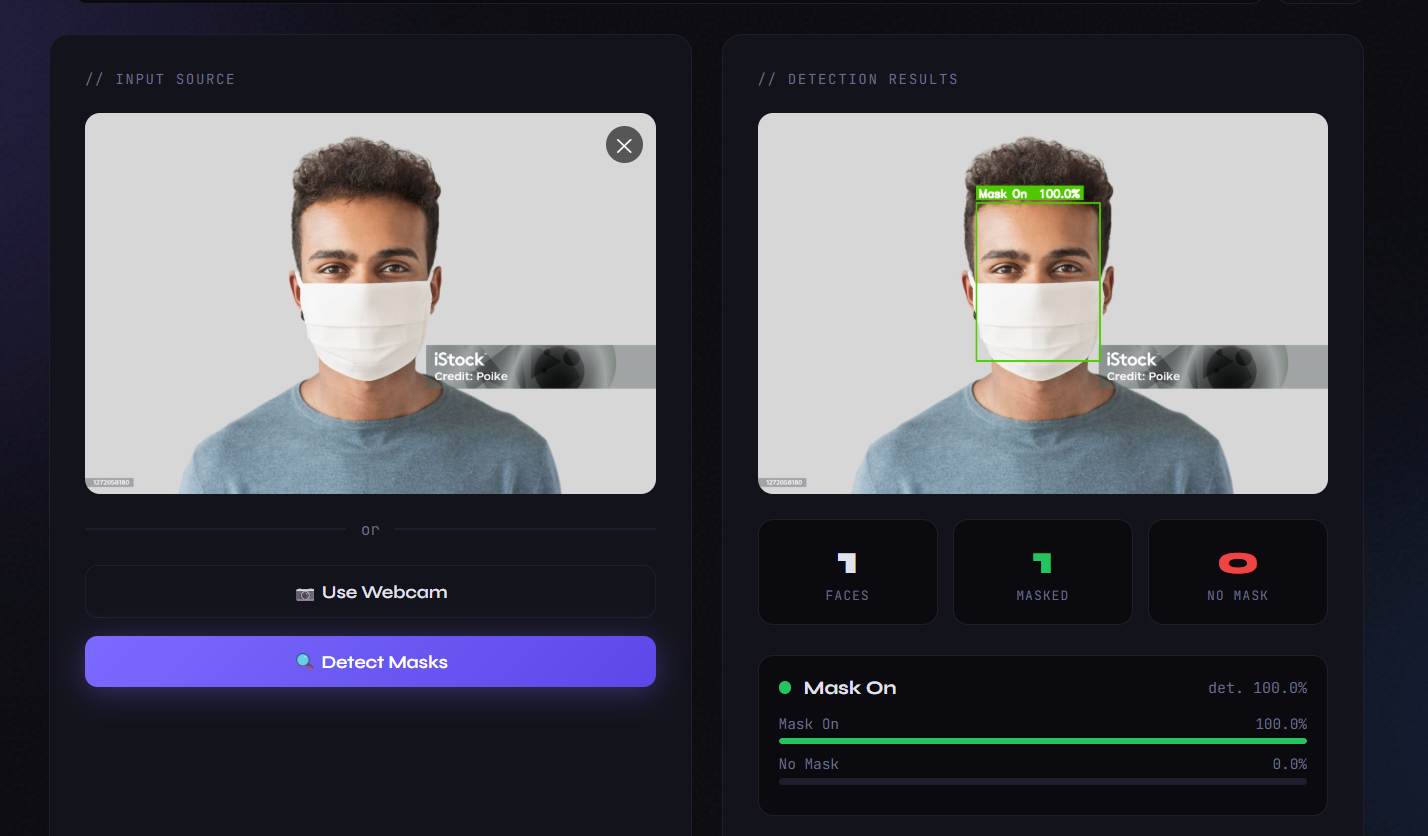 // INPUT SOURCE
iStock
Credit: Poike
1272058180
or
Use Webcam
Detect Masks
// DETECTION RESULTS
Mask On 100.0%
iStock
Credit: Poike
1272058180
1
FACES
1
MASKED
0
NO MASK
Mask On
det. 100.0%
Mask On
100.0%
No Mask
0.0%